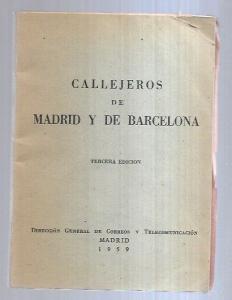 CALLEJEROS
DE
MADRID Y DE BARCELONA
TERCERA EDICION
DIRECCIÓN GENERAL DE CORREOS Y TELECOMUNICACIÓN
MADRID
1959